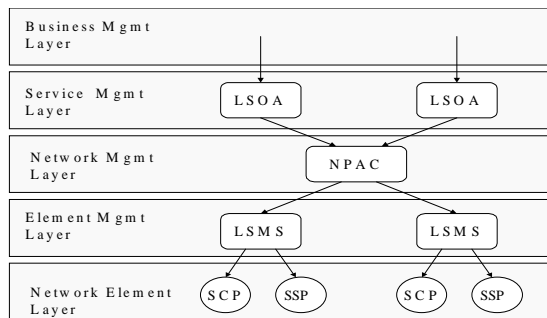 Business Mgmt
Layer
Service Mgmt
Layer
LSOA
LSOA
Network Mgmt
Layer
NPAC
Element Mgmt
Layer
LSMS
LSMS
Network Element
Layer
SCP
SSP
SCP
SSP